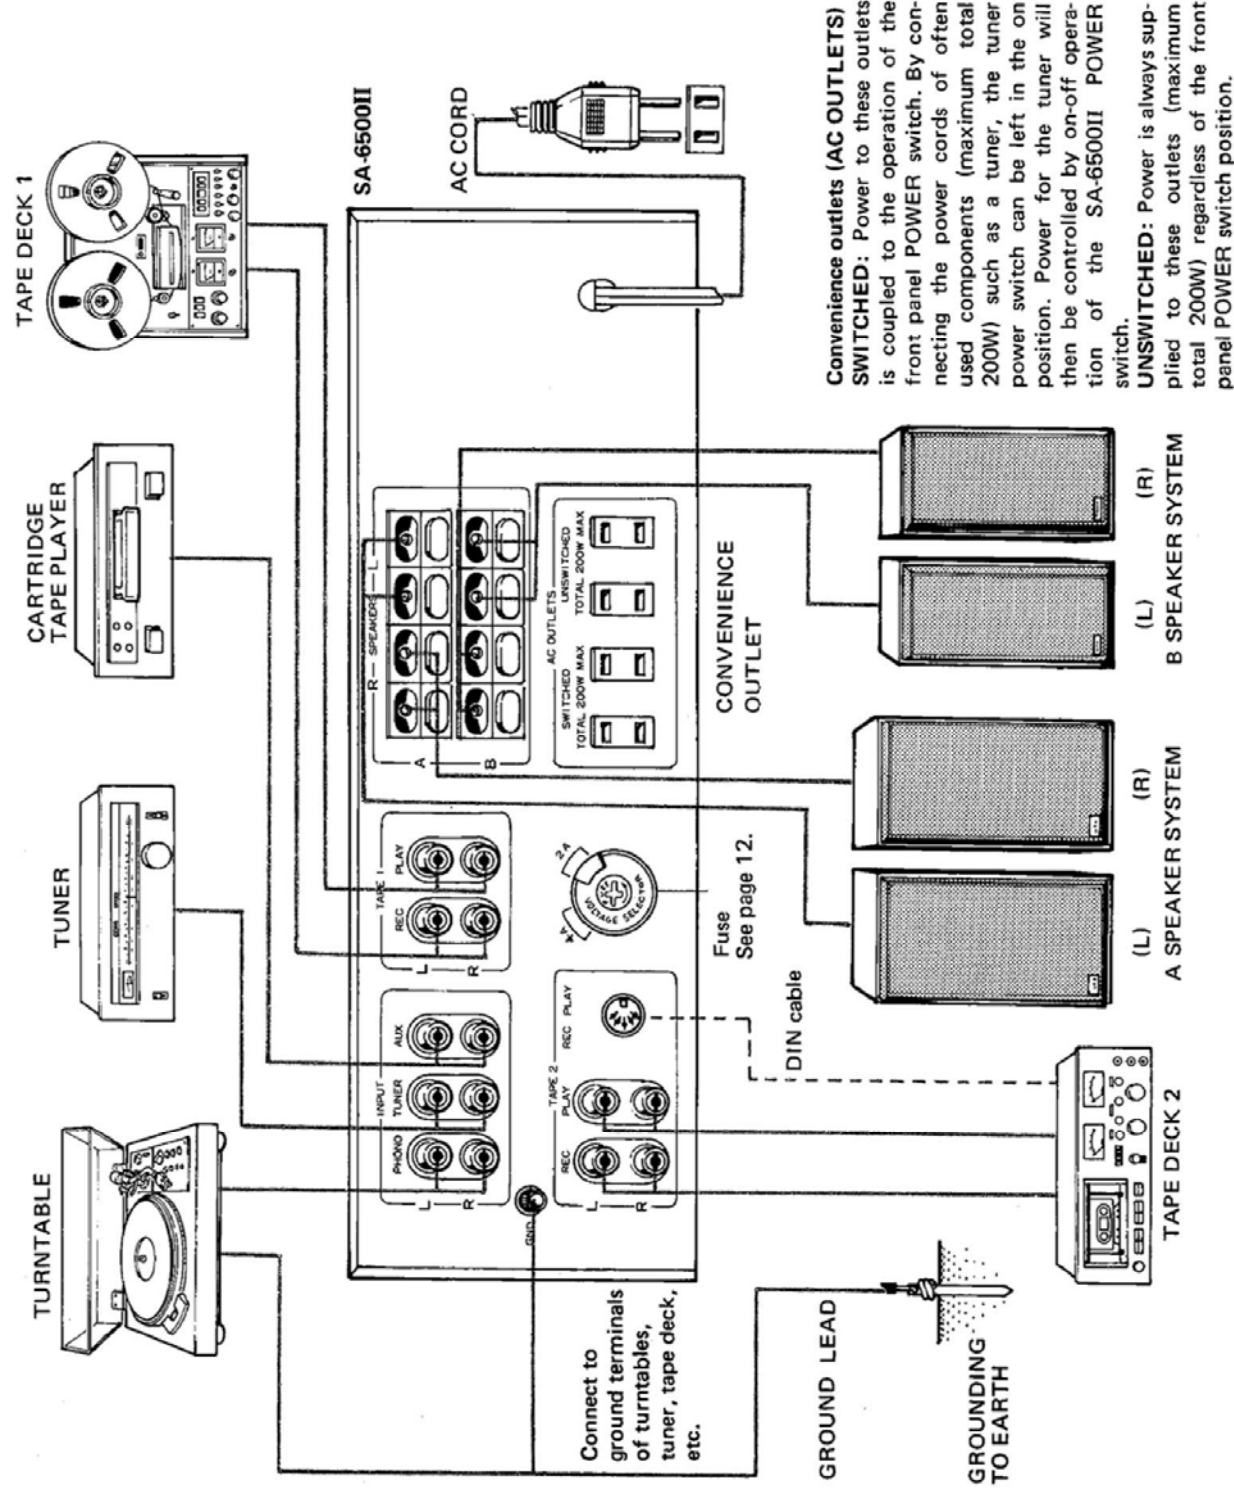 TURNTABLE
TUNER
CARTRIDGE
TAPE PLAYER
TAPE DECK 1
SA-6500II
AC CORD
INPUT
PHONO
TUNER
AUX
L
R
TAPE 1
REC
PLAY
L
R
R — SPEAKERS — L
A
B
GND
TAPE 2
REC
PLAY
REC PLAY
L
R
VOLTAGE SELECTOR
2A
AC OUTLETS
SWITCHED
TOTAL 200W MAX
UNSWITCHED
TOTAL 200W MAX
Connect to
ground terminals
of turntables,
tuner, tape deck,
etc.
Fuse
See page 12.
CONVENIENCE
OUTLET
DIN cable
GROUND LEAD
GROUNDING
TO EARTH
TAPE DECK 2
(L)
(R)
A SPEAKER SYSTEM
(L)
(R)
B SPEAKER SYSTEM
Convenience outlets (AC OUTLETS)
SWITCHED: Power to these outlets
is coupled to the operation of the
front panel POWER switch. By con-
necting the power cords of often
used components (maximum total
200W) such as a tuner, the tuner
power switch can be left in the on
position. Power for the tuner will
then be controlled by on-off opera-
tion of the SA-6500II POWER
switch.
UNSWITCHED: Power is always sup-
plied to these outlets (maximum
total 200W) regardless of the front
panel POWER switch position.